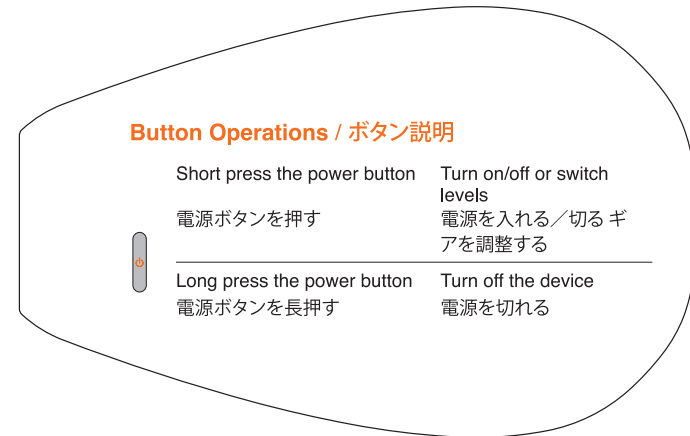 Button Operations / ボタン説明
Short press the power button
Turn on/off or switch
levels
電源ボタンを押す
電源を入れる／切る ギ
アを調整する
Long press the power button
Turn off the device
電源ボタンを長押す
電源を切れる